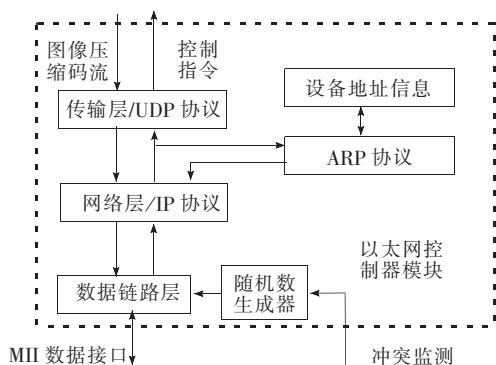 图像压
缩码流
控制
指令
传输层/UDP 协议
设备地址信息
ARP 协议
网络层/IP 协议
以太网控
制器模块
数据链路层
随机数
生成器
MII 数据接口
冲突监测